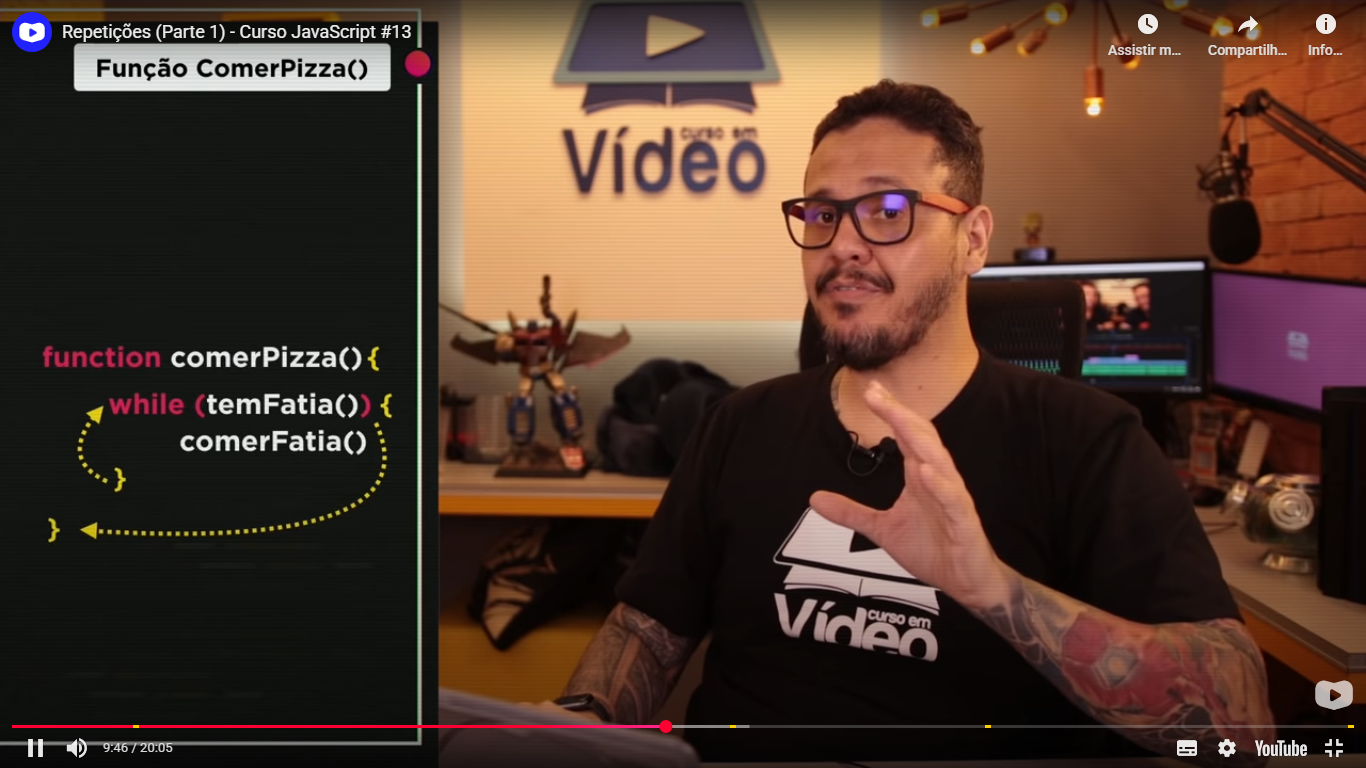 Repetições (Parte 1) - Curso JavaScript #13
Assistir m...
Compartilh...
Info...
Função ComerPizza()
curso em
Vídeo
function comerPizza() {
while (temFatia()) {
comerFatia()
}
}
curso em
Vídeo
9:46 / 20:05
YouTube